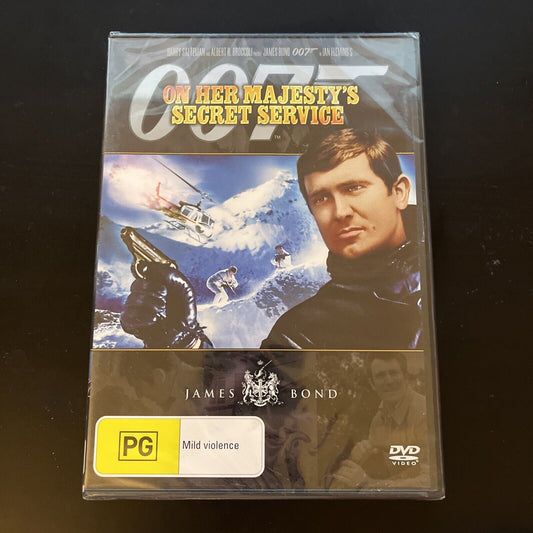 HARRY SALTZMAN AND ALBERT R. BROCCOLI PRESENT JAMES BOND 007 IN IAN FLEMING'S
007
ON HER MAJESTY'S
SECRET SERVICE
TM
JAMES BOND
PG Mild violence
DVD
VIDEO